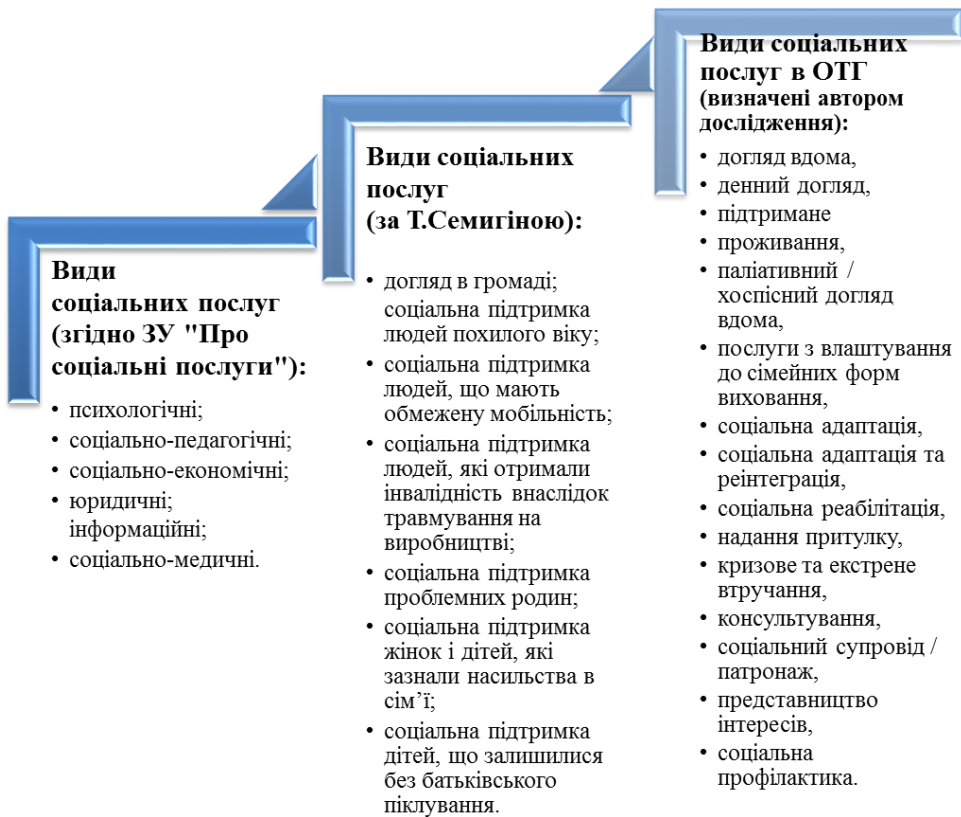 Види
соціальних послуг
(згідно ЗУ "Про
соціальні послуги"):
• психологічні;
• соціально-педагогічні;
• соціально-економічні;
• юридичні;
інформаційні;
• соціально-медичні.
Види соціальних
послуг
(за Т.Семигіною):
• догляд в громаді;
соціальна підтримка
людей похилого віку;
• соціальна підтримка
людей, що мають
обмежену мобільність;
• соціальна підтримка
людей, які отримали
інвалідність внаслідок
травмування на
виробництві;
• соціальна підтримка
проблемних родин;
• соціальна підтримка
жінок і дітей, які
зазнали насильства в
сім’ї;
• соціальна підтримка
дітей, що залишилися
без батьківського
піклування.
Види соціальних
послуг в ОТГ
(визначені автором
дослідження):
• догляд вдома,
• денний догляд,
• підтримане
проживання,
• паліативний /
хоспісний догляд
вдома,
• послуги з влаштування
до сімейних форм
виховання,
• соціальна адаптація,
• соціальна адаптація та
реінтеграція,
• соціальна реабілітація,
• надання притулку,
• кризове та екстрене
втручання,
• консультування,
• соціальний супровід /
патронаж,
• представництво
інтересів,
• соціальна
профілактика.